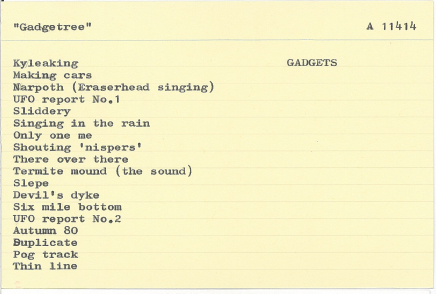 "Gadgetree" A 11414
Kyleaking GADGETS
Making cars
Narpoth (Eraserhead singing)
UFO report No.1
Sliddery
Singing in the rain
Only one me
Shouting 'nispers'
There over there
Termite mound (the sound)
Slepe
Devil's dyke
Six mile bottom
UFO report No.2
Autumn 80
Duplicate
Pog track
Thin line